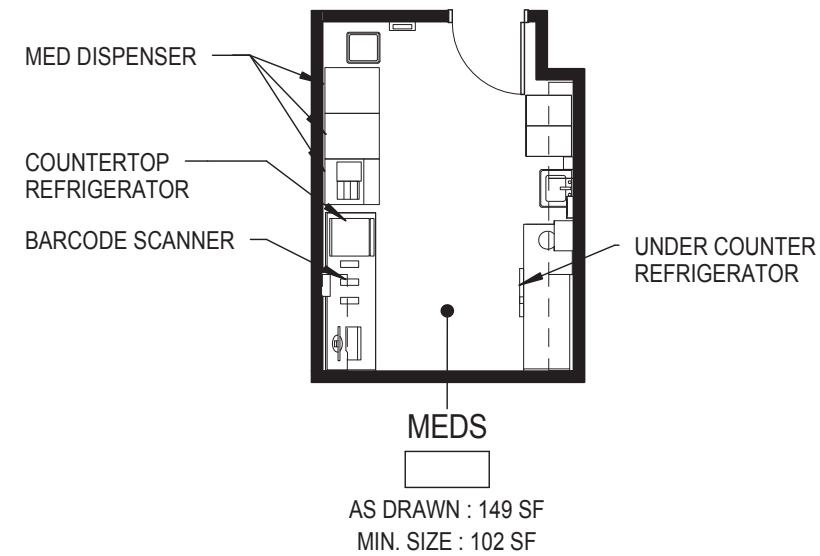 MED DISPENSER
COUNTERTOP
REFRIGERATOR
BARCODE SCANNER
UNDER COUNTER
REFRIGERATOR
MEDS
AS DRAWN : 149 SF
MIN. SIZE : 102 SF